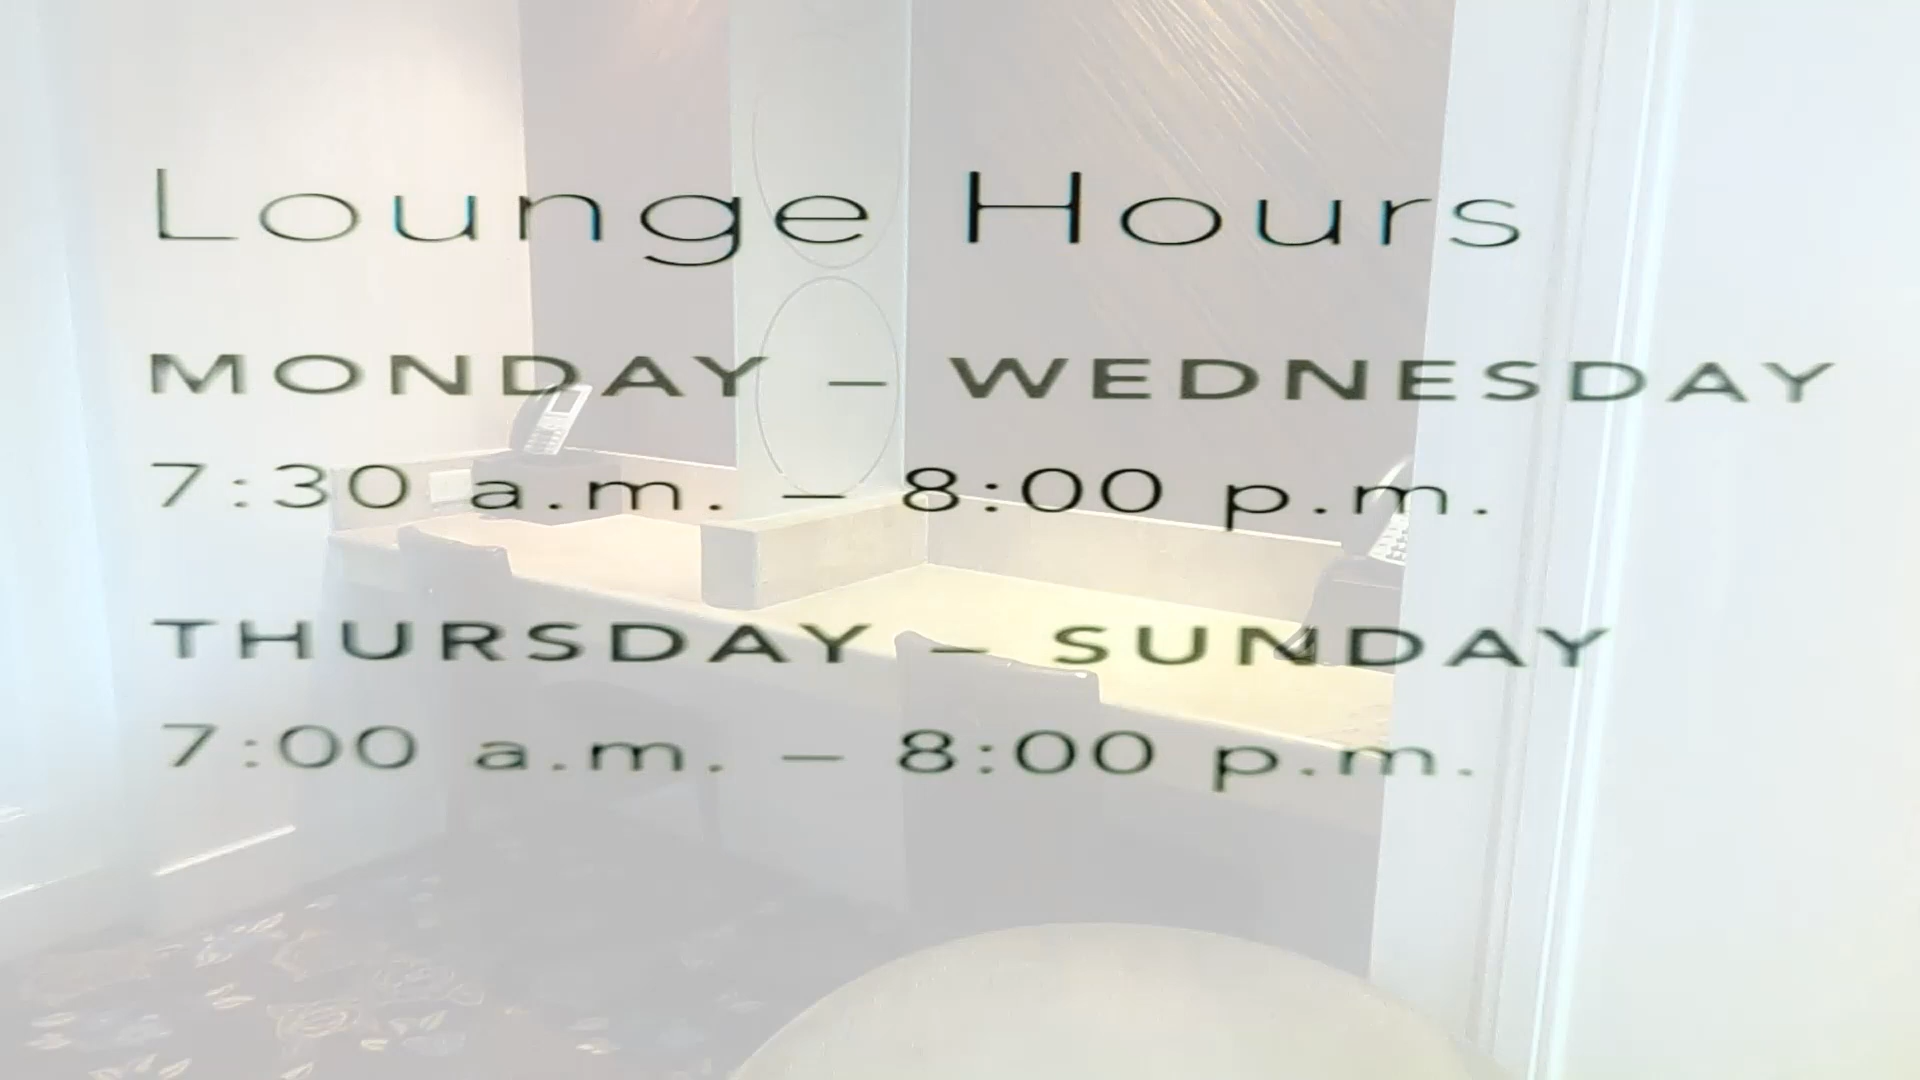 Lounge Hours
MONDAY – WEDNESDAY
7:30 a.m. – 8:00 p.m.
THURSDAY – SUNDAY
7:00 a.m. – 8:00 p.m.